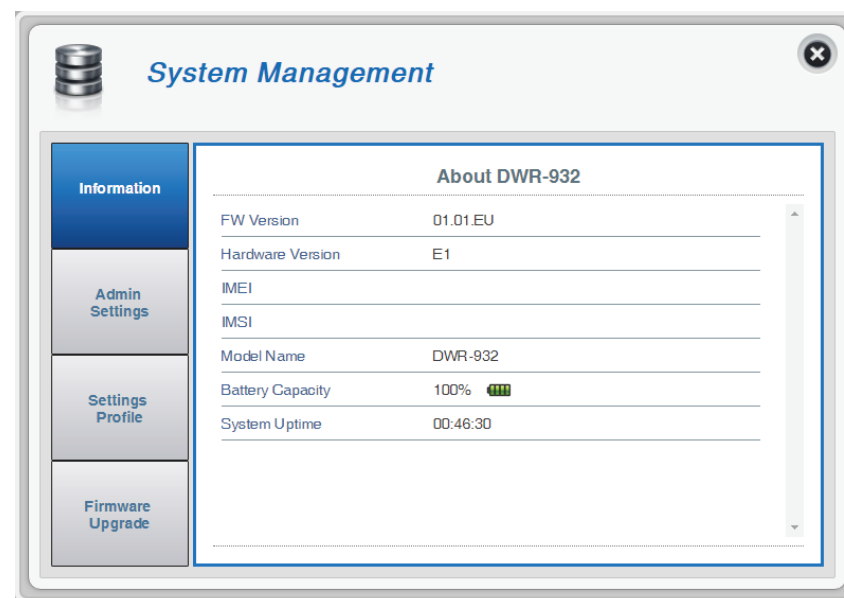 System Management
Information
Admin
Settings
Settings
Profile
Firmware
Upgrade
About DWR-932
FW Version 01.01.EU
Hardware Version E1
IMEI
IMSI
Model Name DWR-932
Battery Capacity 100%
System Uptime 00:46:30